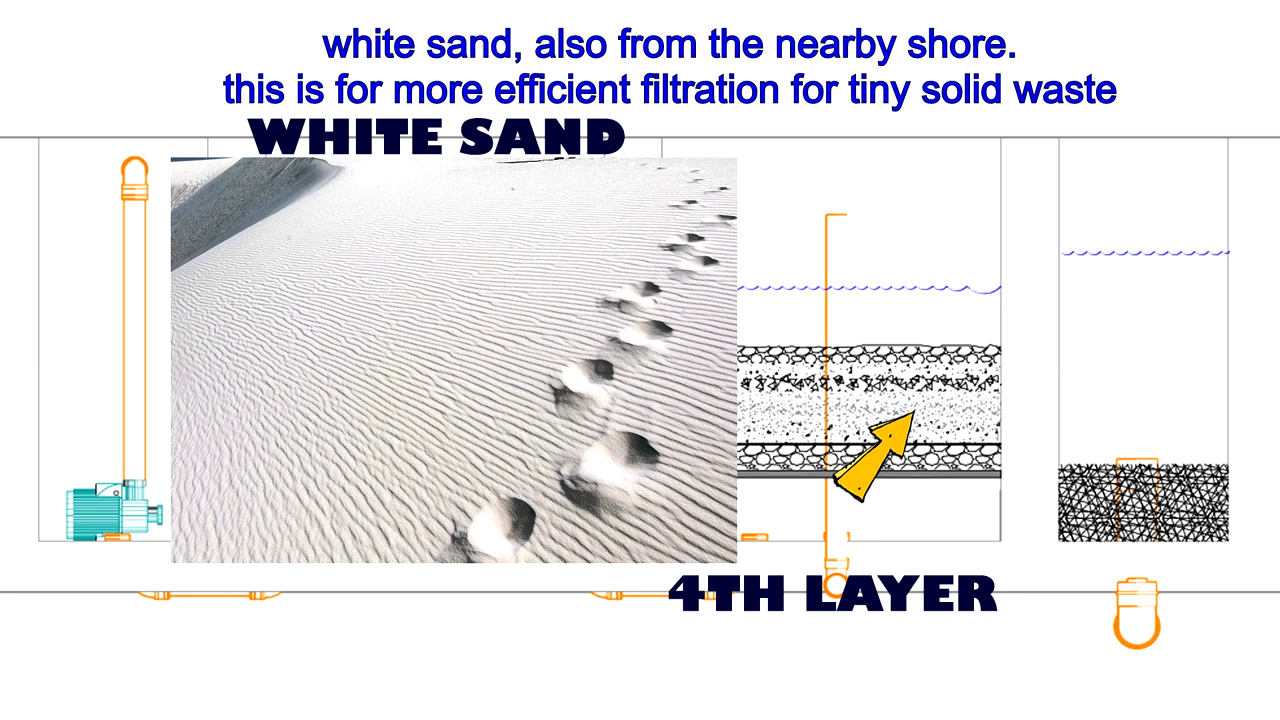 white sand, also from the nearby shore.
this is for more efficient filtration for tiny solid waste
WHITE SAND
4TH LAYER